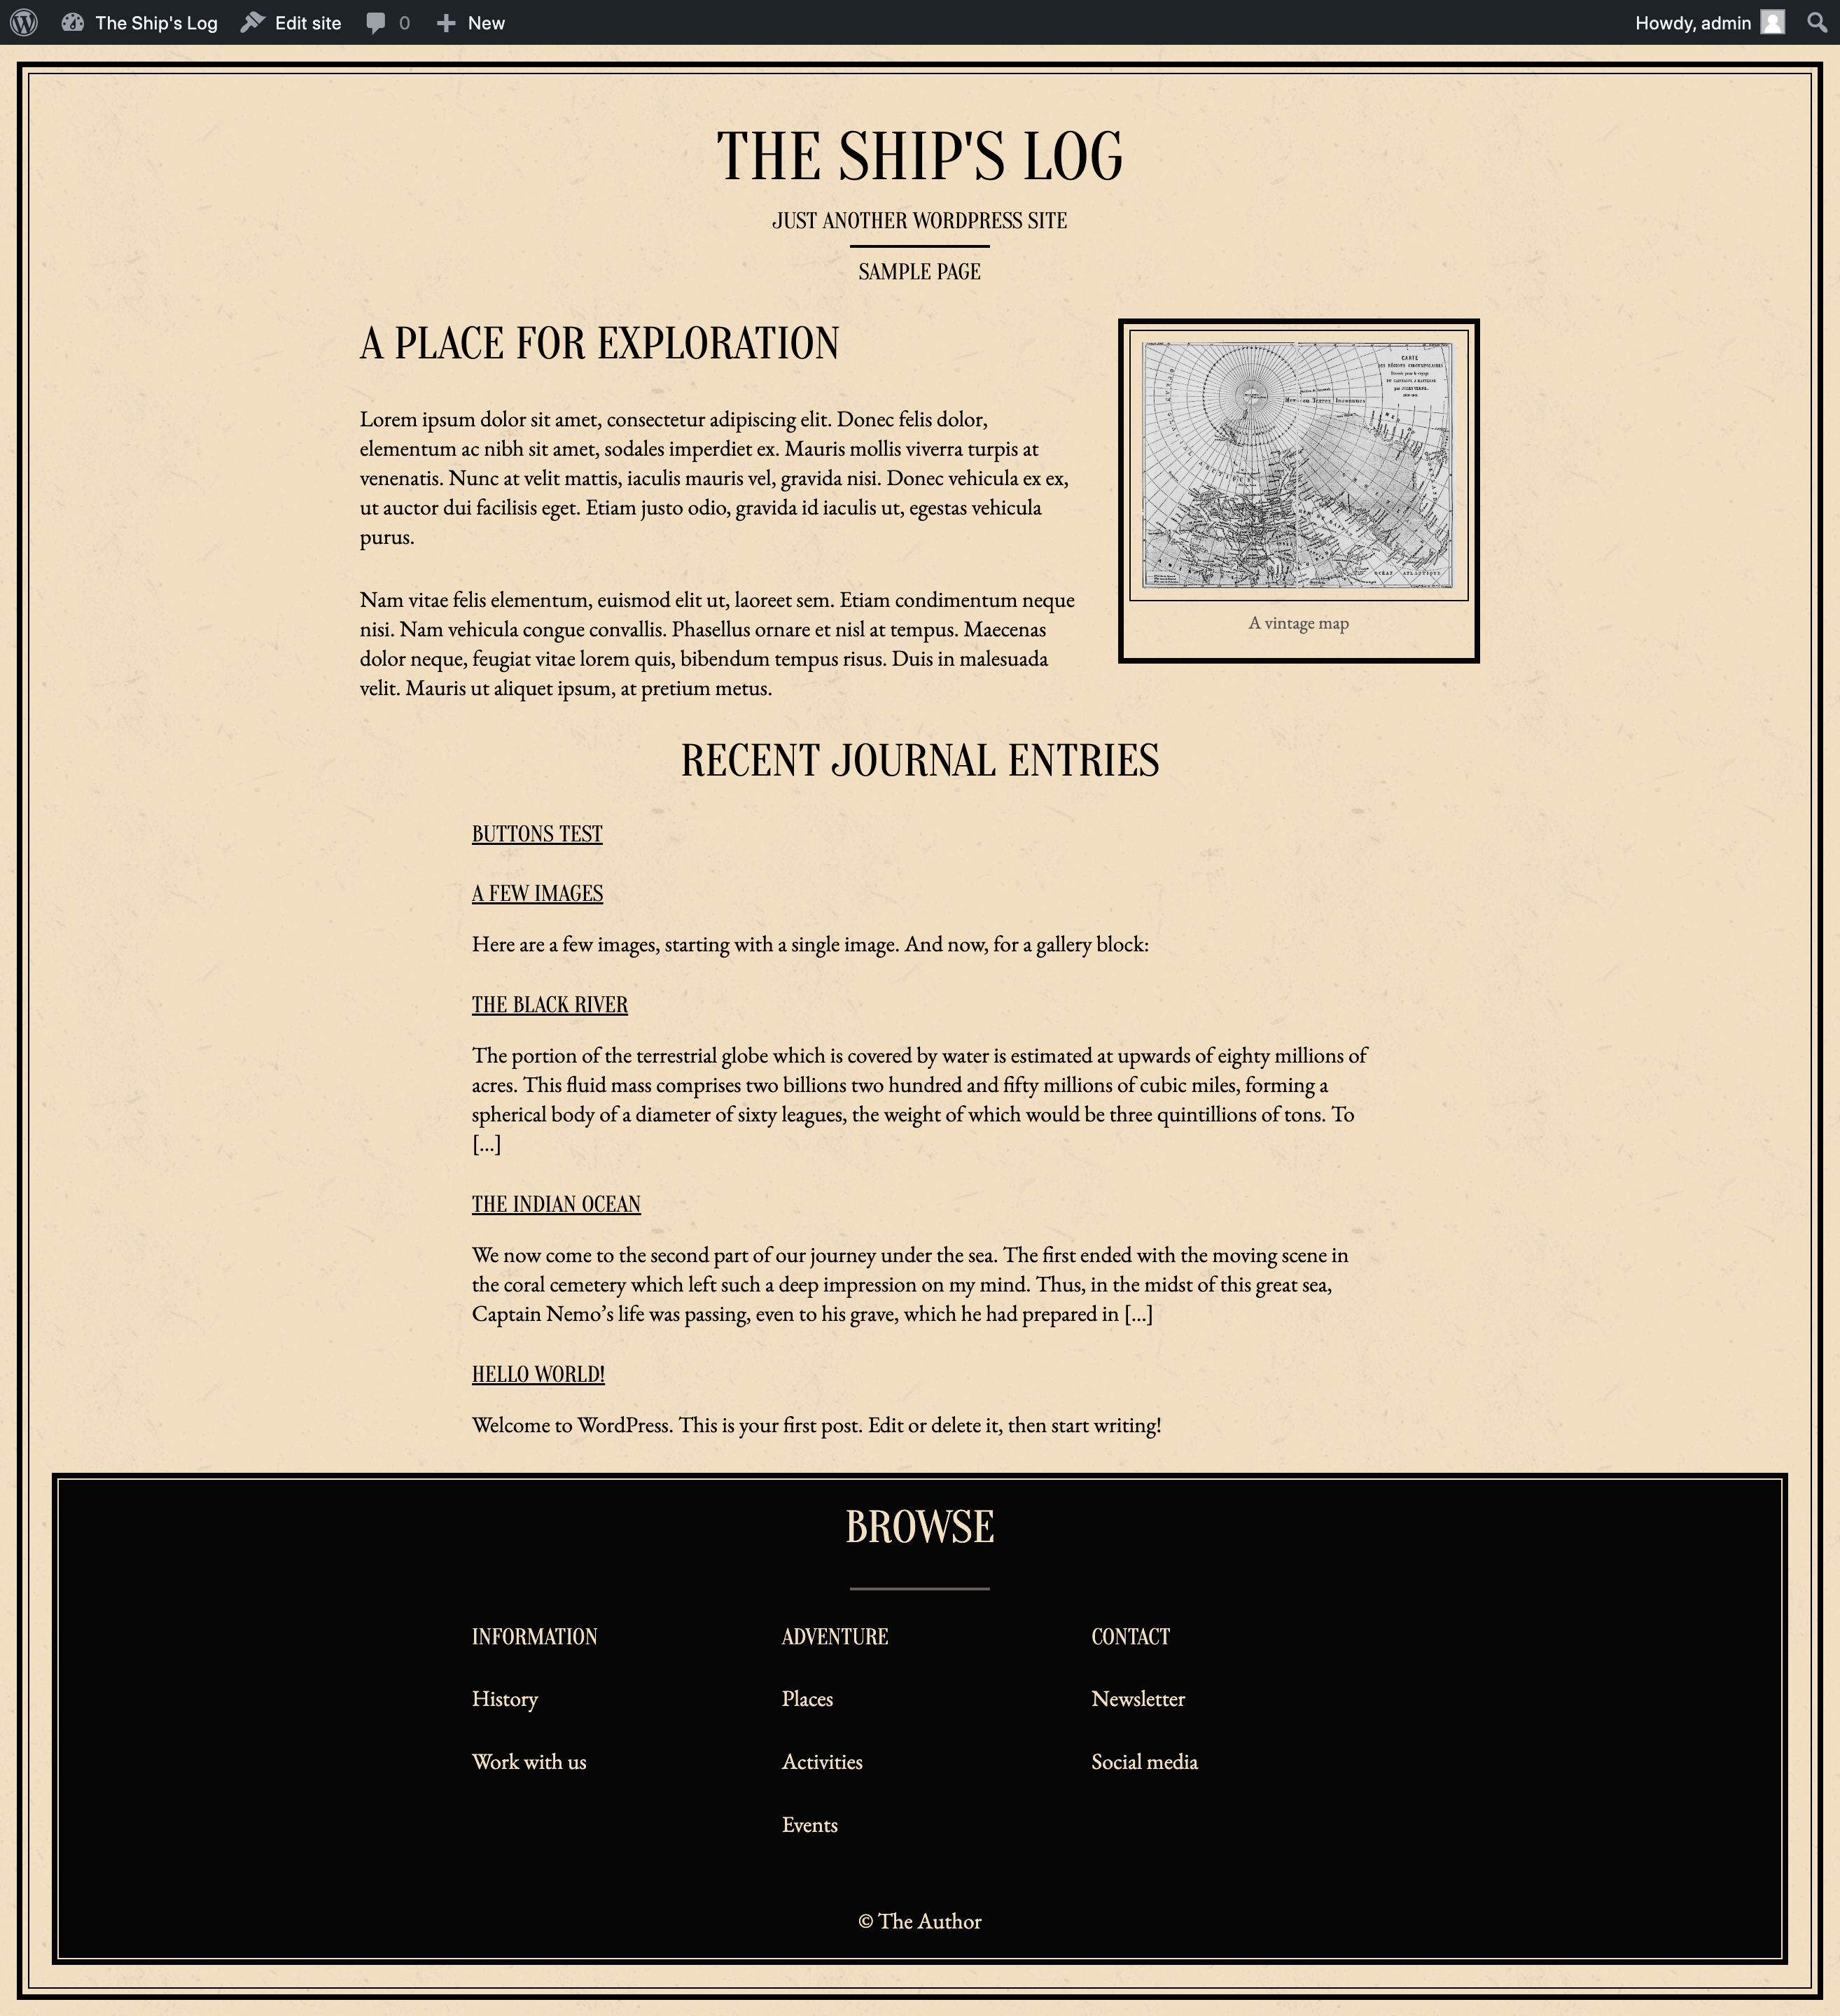 The Ship's Log Edit site 0 New Howdy, admin
THE SHIP'S LOG
JUST ANOTHER WORDPRESS SITE
SAMPLE PAGE
A PLACE FOR EXPLORATION
Lorem ipsum dolor sit amet, consectetur adipiscing elit. Donec felis dolor,
elementum ac nibh sit amet, sodales imperdiet ex. Mauris mollis viverra turpis at
venenatis. Nunc at velit mattis, iaculis mauris vel, gravida nisi. Donec vehicula ex ex,
ut auctor dui facilisis eget. Etiam justo odio, gravida id iaculis ut, egestas vehicula
purus.
Nam vitae felis elementum, euismod elit ut, laoreet sem. Etiam condimentum neque
nisi. Nam vehicula congue convallis. Phasellus ornare et nisl at tempus. Maecenas
dolor neque, feugiat vitae lorem quis, bibendum tempus risus. Duis in malesuada
velit. Mauris ut aliquet ipsum, at pretium metus.
CARTE
par JULES VERNE.
Mer ou Terres Inconnues
OCÉAN ATLANTIQUE
A vintage map
RECENT JOURNAL ENTRIES
BUTTONS TEST
A FEW IMAGES
Here are a few images, starting with a single image. And now, for a gallery block:
THE BLACK RIVER
The portion of the terrestrial globe which is covered by water is estimated at upwards of eighty millions of
acres. This fluid mass comprises two billions two hundred and fifty millions of cubic miles, forming a
spherical body of a diameter of sixty leagues, the weight of which would be three quintillions of tons. To
[…]
THE INDIAN OCEAN
We now come to the second part of our journey under the sea. The first ended with the moving scene in
the coral cemetery which left such a deep impression on my mind. Thus, in the midst of this great sea,
Captain Nemo’s life was passing, even to his grave, which he had prepared in […]
HELLO WORLD!
Welcome to WordPress. This is your first post. Edit or delete it, then start writing!
BROWSE
INFORMATION ADVENTURE CONTACT
History Places Newsletter
Work with us Activities Social media
Events
© The Author